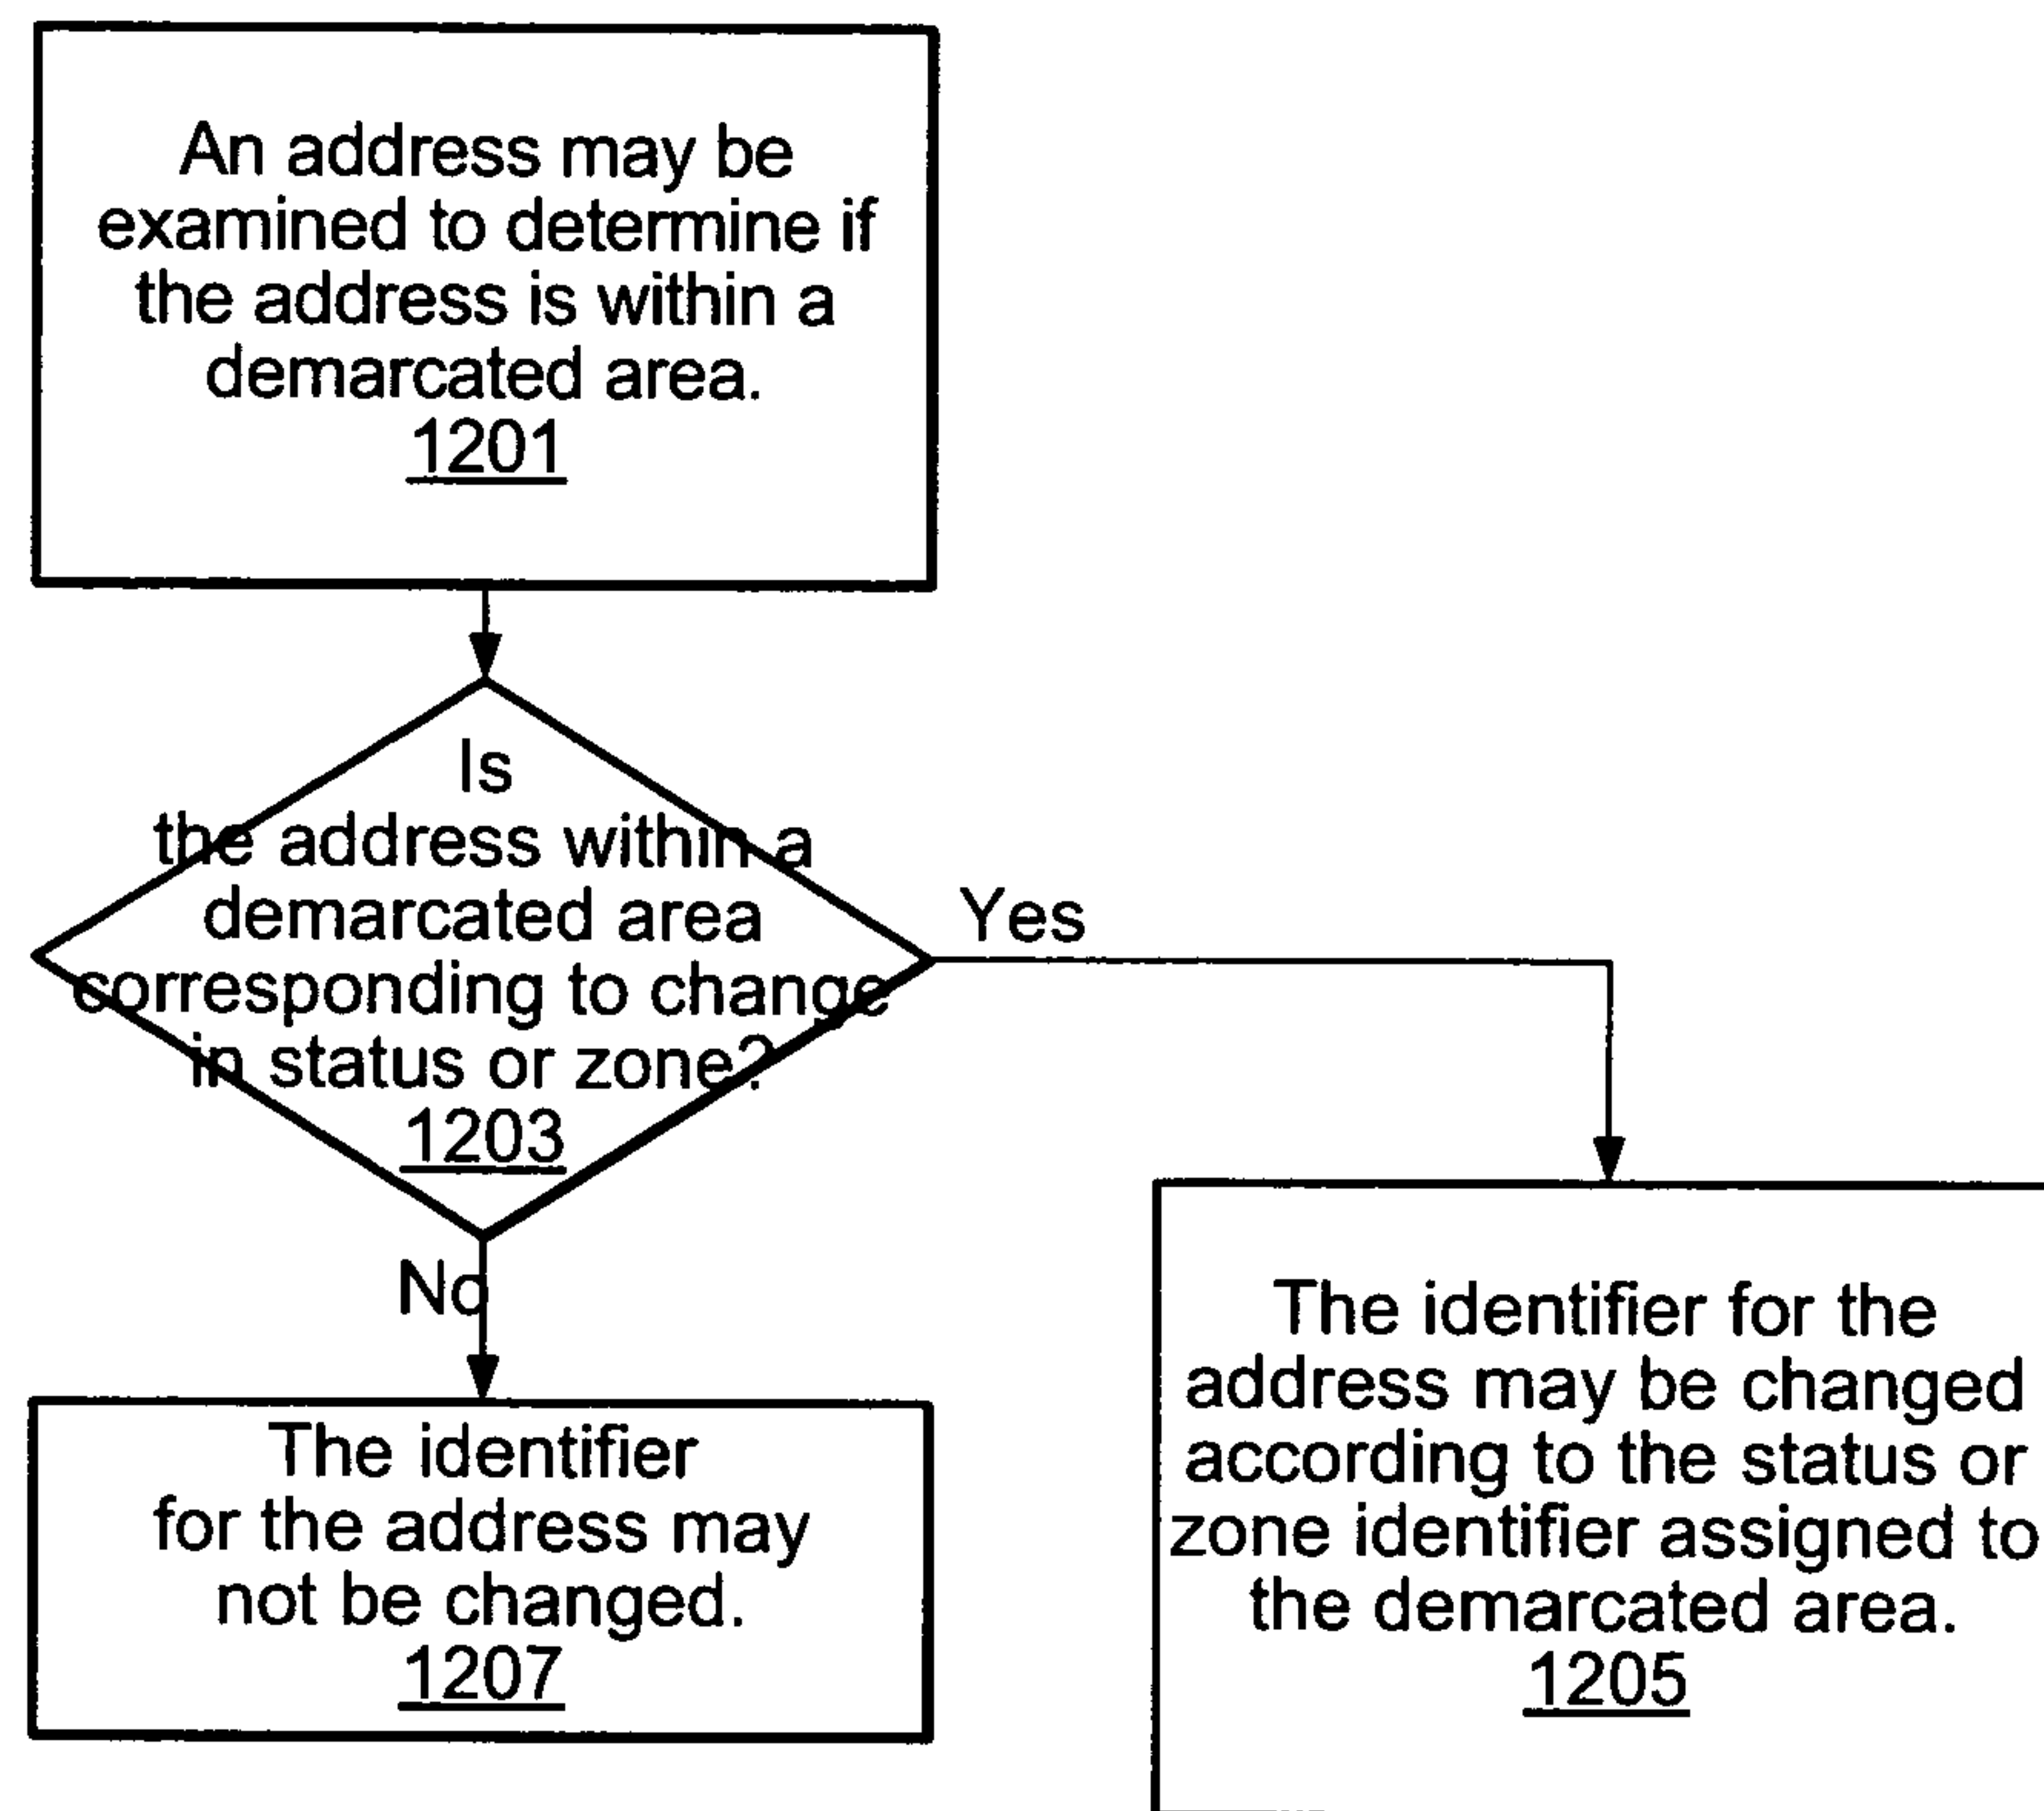 An address may be
examined to determine if
the address is within a
demarcated area.
1201
Is
the address within a
demarcated area
corresponding to change
in status or zone?
1203
Yes
No
The identifier for the
address may be changed
according to the status or
zone identifier assigned to
the demarcated area.
1205
The identifier
for the address may
not be changed.
1207